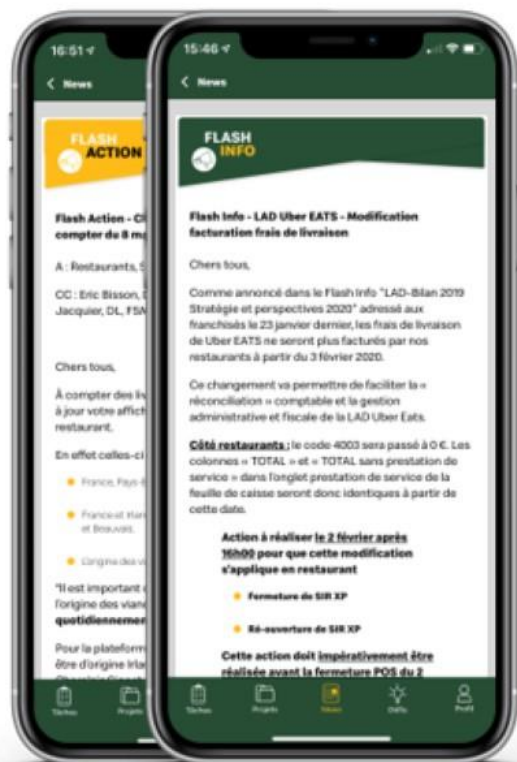 16:51
News
FLASH
ACTION
Flash Action -
compter du 8
A : Restaurants,
CC : Eric Bisson,
Jacquier, DL,
Chers tous,
À compter des
à jour votre
restaurant.
En effet celles-ci
France,
France et
et Beauvais.
L'origine des
"Il est important
l'origine des
quotidiennement
Pour la
être d'origine
Tâches
Projets
15:46
News
FLASH
INFO
Flash Info - LAD Uber EATS - Modification
facturation frais de livraison
Chers tous,
Comme annoncé dans le Flash Info "LAD-Bilan 2019
Stratégie et perspectives 2020" adressé aux
franchisés le 23 janvier dernier, les frais de livraison
de Uber EATS ne seront plus facturés par nos
restaurants à partir du 3 février 2020.
Ce changement va permettre de faciliter la «
réconciliation » comptable et la gestion
administrative et fiscale de la LAD Uber Eats.
Côté restaurants : le code 4003 sera passé à 0 €. Les
colonnes « TOTAL » et « TOTAL sans prestation de
service » dans l'onglet prestation de service de la
feuille de caisse seront donc identiques à partir de
cette date.
Action à réaliser le 2 février après
16h00 pour que cette modification
s'applique en restaurant
Fermeture de SIR XP
Ré-ouverture de SIR XP
Cette action doit impérativement être
réalisée avant la fermeture POS du 2
Tâches
Projets
News
Défis
Profil